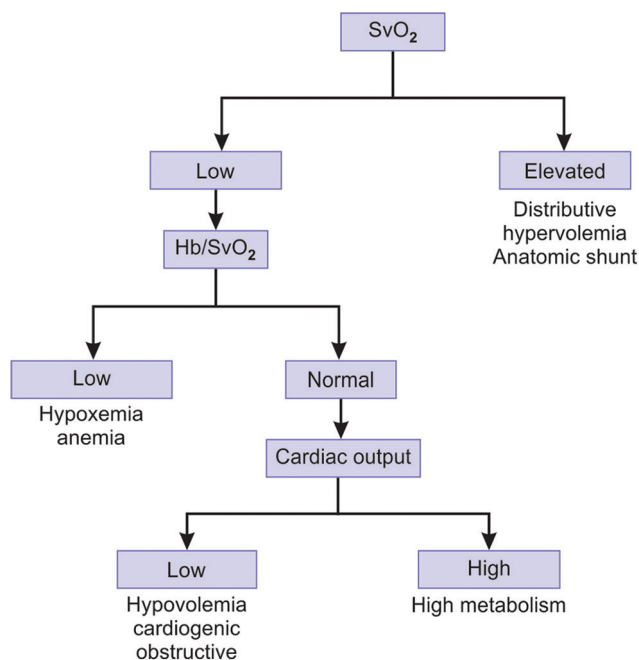 SvO₂
Low
Elevated
Distributive
hypervolemia
Anatomic shunt
Hb/SvO₂
Low
Hypoxemia
anemia
Normal
Cardiac output
Low
Hypovolemia
cardiogenic
obstructive
High
High metabolism